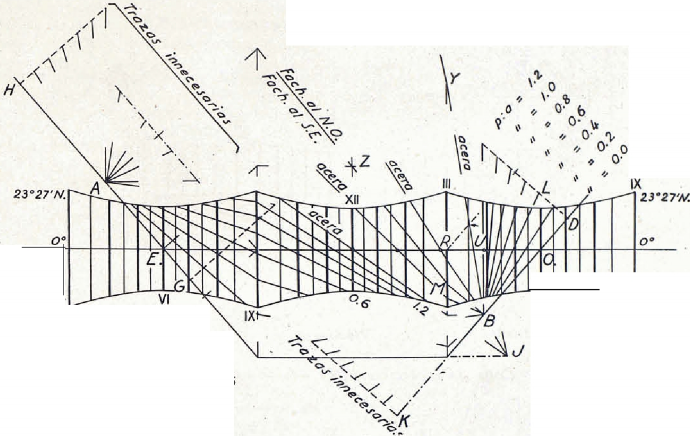 H
Trazas innecesarias
Fach. al N.O.
Fach. al S.E.
Y
p:a = 1.2
" = 1.0
" = 0.8
" = 0.6
" = 0.4
" = 0.2
" = 0.0
Z
acera
acera
acera
A
23°27'N.
XII
III
L
IX
23°27'N.
acera
D
0°
E
R
U
O.
0°
G
VI
M
IX
0.6
1.2
B
Trazas innecesarias
J
K